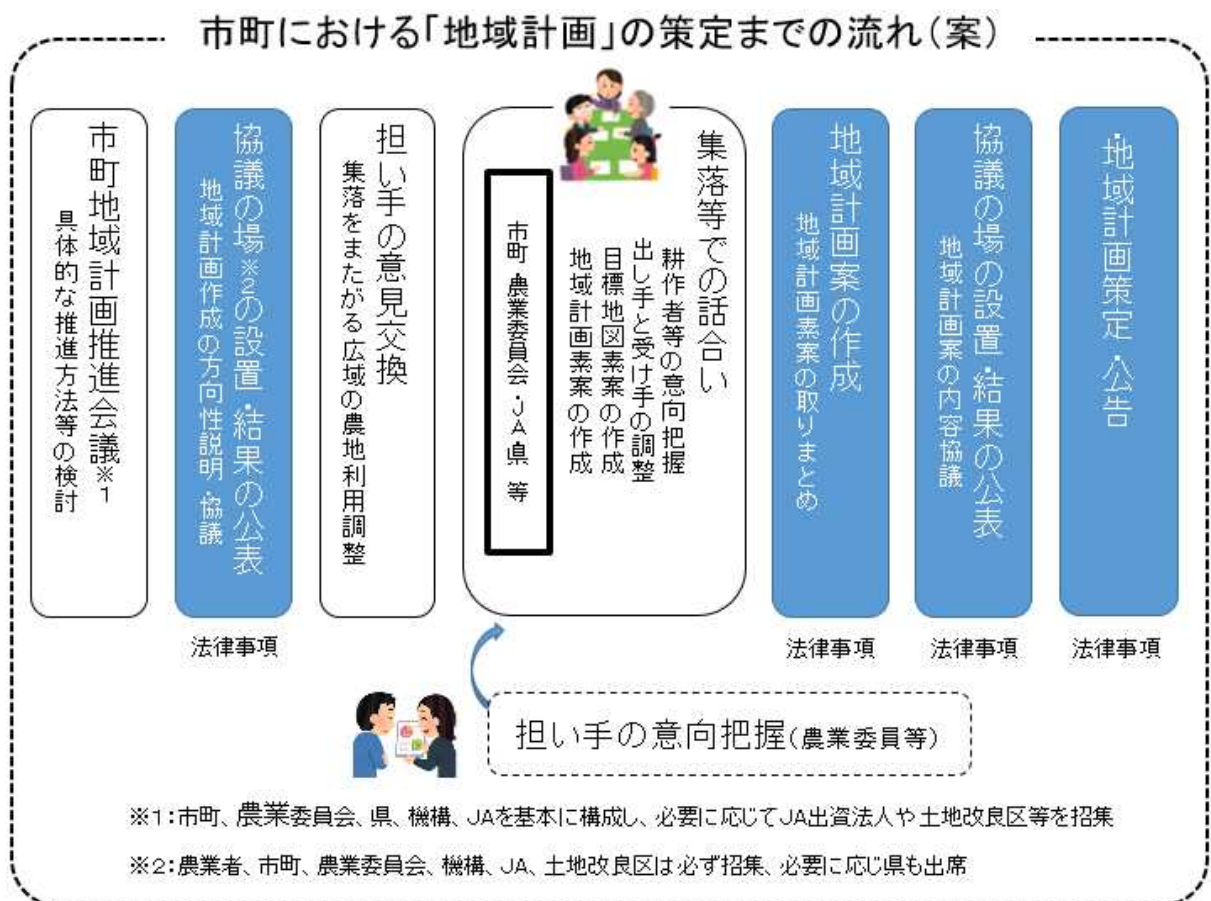 市町における「地域計画」の策定までの流れ(案)
市町地域計画推進会議※1
具体的な推進方法等の検討
協議の場※2の設置・結果の公表
地域計画作成の方向性説明・協議
法律事項
担い手の意見交換
集落をまたがる広域の農地利用調整
集落等での話合い
耕作者等の意向把握
出し手と受け手の調整
目標地図素案の作成
地域計画素案の作成
市町・農業委員会・JA・県 等
地域計画案の作成
地域計画素案の取りまとめ
法律事項
協議の場の設置・結果の公表
地域計画案の内容協議
法律事項
・地域計画策定・公告
法律事項
担い手の意向把握(農業委員等)
※1:市町、農業委員会、県、機構、JAを基本に構成し、必要に応じてJA出資法人や土地改良区等を招集
※2:農業者、市町、農業委員会、機構、JA、土地改良区は必ず招集、必要に応じ県も出席